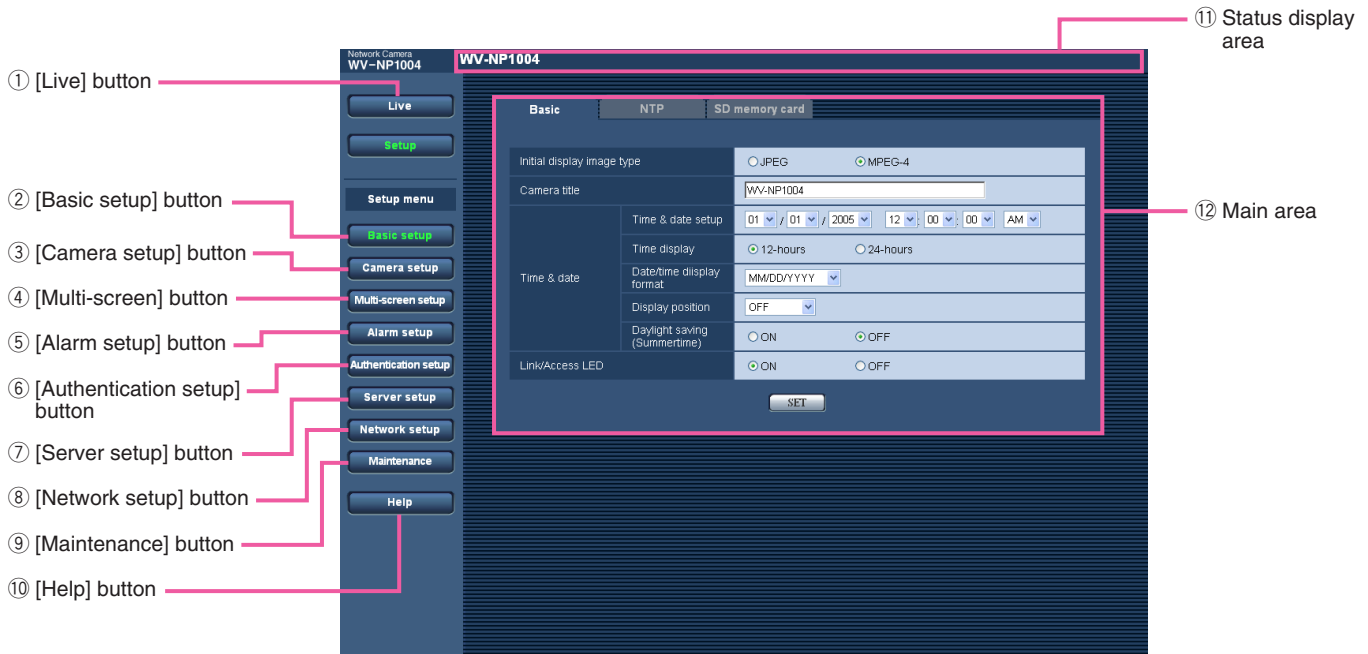 ⑪ Status display
area
Network Camera
WV-NP1004
WV-NP1004
① [Live] button
Live
Setup
Setup menu
② [Basic setup] button
Basic setup
③ [Camera setup] button
Camera setup
④ [Multi-screen] button
Multi-screen setup
⑤ [Alarm setup] button
Alarm setup
⑥ [Authentication setup]
button
Authentication setup
Server setup
⑦ [Server setup] button
Network setup
⑧ [Network setup] button
Maintenance
⑨ [Maintenance] button
Help
⑩ [Help] button
Basic NTP SD memory card
Initial display image type JPEG MPEG-4
Camera title WV-NP1004
Time & date
Time & date setup 01 / 01 / 2005 12 : 00 : 00 AM
Time display 12-hours 24-hours
Date/time diisplay
format MM/DD/YYYY
Display position OFF
Daylight saving
(Summertime) ON OFF
Link/Access LED ON OFF
SET
⑫ Main area